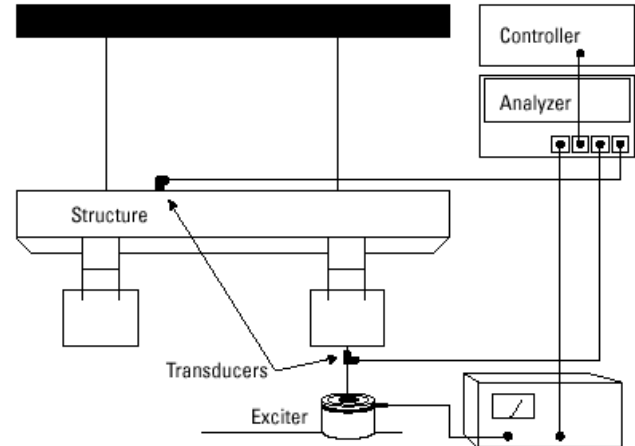 Controller
Analyzer
Structure
Transducers
Exciter